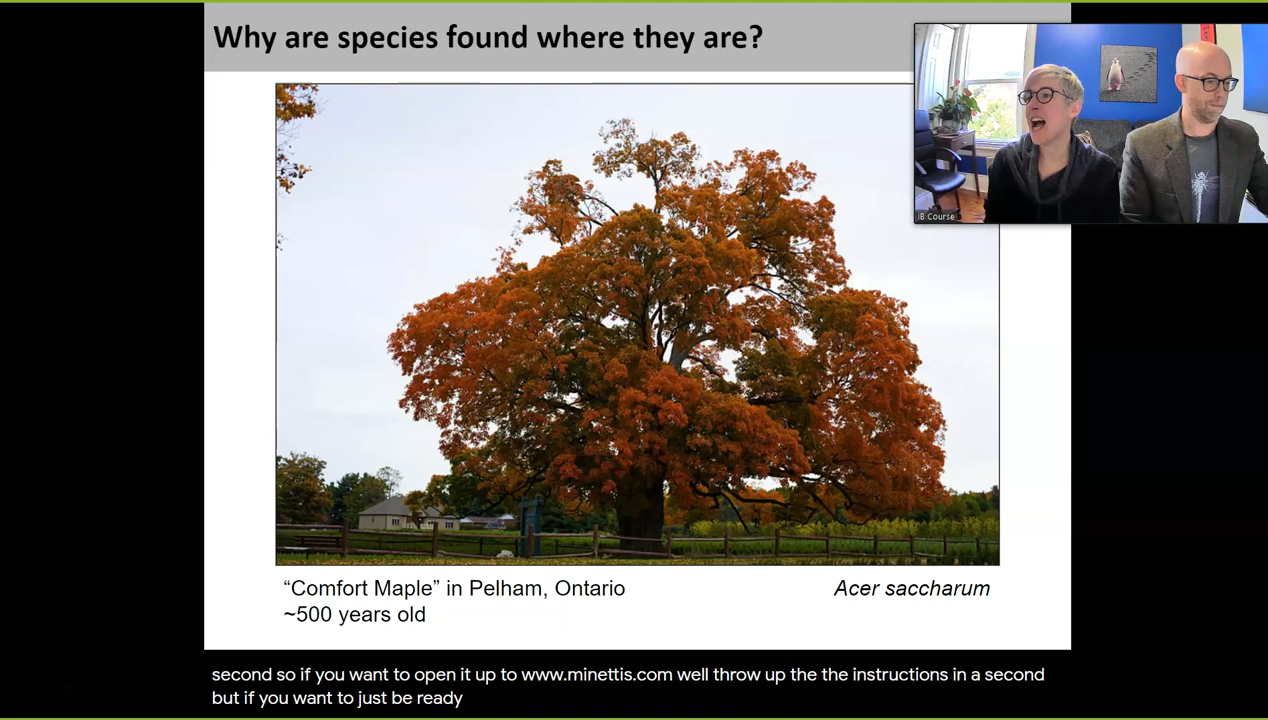 Why are species found where they are?
IB Course
“Comfort Maple” in Pelham, Ontario
Acer saccharum
~500 years old
second so if you want to open it up to www.minettis.com well throw up the the instructions in a second
but if you want to just be ready